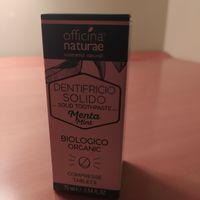 officina
naturae
DENTIFRICIO
SOLIDO
SOLID TOOTHPASTE
Menta
Mint
BIOLOGICO
ORGANIC
COMPRESSE
TABLETS